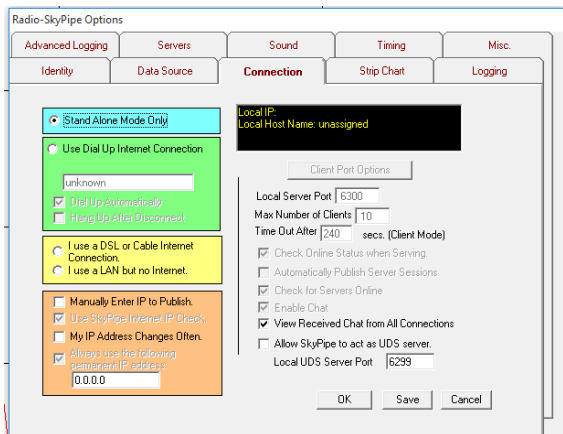 Radio-SkyPipe Options
Advanced Logging Servers Sound Timing Misc.
Identity Data Source Connection Strip Chart Logging
Stand Alone Mode Only
Use Dial Up Internet Connection
unknown
Dial Up Automatically
Hang Up After Disconnect
I use a DSL or Cable Internet
Connection.
I use a LAN but no Internet.
Manually Enter IP to Publish.
Use SkyPipe Internet IP Check.
My IP Address Changes Often.
Always use the following
permanent IP address:
0.0.0.0
Local IP:
Local Host Name: unassigned
Client Port Options
Local Server Port 6300
Max Number of Clients 10
Time Out After 240 secs. (Client Mode)
Check Online Status when Serving.
Automatically Publish Server Sessions
Check for Servers Online
Enable Chat
View Received Chat from All Connections
Allow SkyPipe to act as UDS server.
Local UDS Server Port 6299
OK Save Cancel